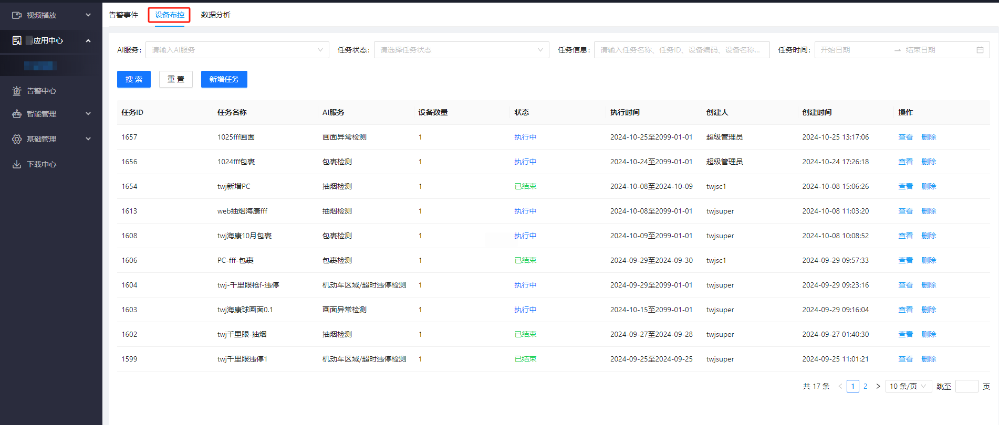 视频播放
应用中心
告警中心
智能管理
基础管理
下载中心
告警事件 设备布控 数据分析
AI服务: 请输入AI服务 任务状态: 请选择任务状态 任务信息: 请输入任务名称、任务ID、设备编码、设备名称... 任务时间: 开始日期 → 结束日期
搜 索 重 置 新增任务
任务ID 任务名称 AI服务 设备数量 状态 执行时间 创建人 创建时间 操作
1657 1025fff画面 画面异常检测 1 执行中 2024-10-25至2099-01-01 超级管理员 2024-10-25 13:17:06 查看 删除
1656 1024fff包裹 包裹检测 1 执行中 2024-10-24至2099-01-01 超级管理员 2024-10-24 17:26:18 查看 删除
1654 twj新增PC 抽烟检测 1 已结束 2024-10-08至2024-10-09 twjsc1 2024-10-08 15:06:26 查看 删除
1613 web抽烟海康fff 抽烟检测 1 执行中 2024-10-08至2099-01-01 twjsuper 2024-10-08 11:03:20 查看 删除
1608 twj海康10月包裹 包裹检测 1 执行中 2024-10-09至2099-01-01 twjsuper 2024-10-08 10:08:52 查看 删除
1606 PC-fff-包裹 包裹检测 1 已结束 2024-09-29至2024-09-30 twjsc1 2024-09-29 09:57:33 查看 删除
1604 twj-千里眼枪f-违停 机动车区域/超时违停检测 1 执行中 2024-09-29至2099-01-01 twjsuper 2024-09-29 09:23:16 查看 删除
1603 twj海康球画面0.1 画面异常检测 1 执行中 2024-10-15至2099-01-01 twjsuper 2024-09-29 09:16:04 查看 删除
1602 twj千里眼-抽烟 抽烟检测 1 已结束 2024-09-27至2024-09-28 twjsuper 2024-09-27 01:40:30 查看 删除
1599 twj千里眼违停1 机动车区域/超时违停检测 1 已结束 2024-09-25至2024-09-25 twjsuper 2024-09-25 11:01:21 查看 删除
共 17 条 < 1 2 > 10 条/页 跳至 页